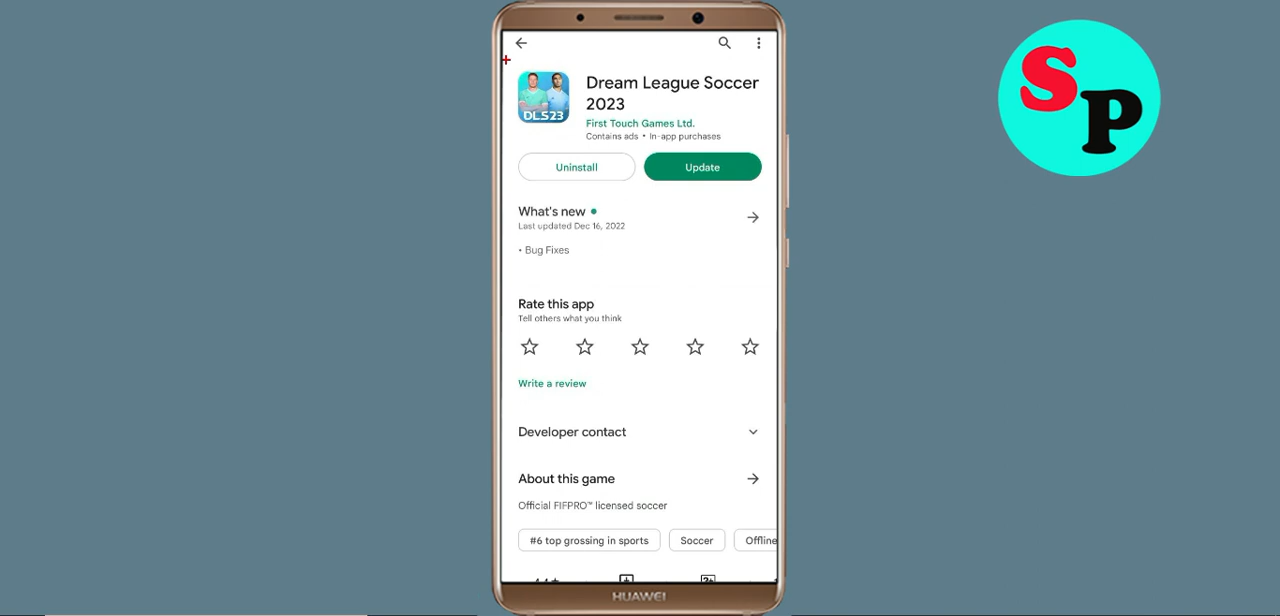 SP
Dream League Soccer
2023
DLS23
First Touch Games Ltd.
Contains ads • In-app purchases
Uninstall
Update
What's new
Last updated Dec 16, 2022
• Bug Fixes
Rate this app
Tell others what you think
Write a review
Developer contact
About this game
Official FIFPRO™ licensed soccer
#6 top grossing in sports
Soccer
Offline
HUAWEI